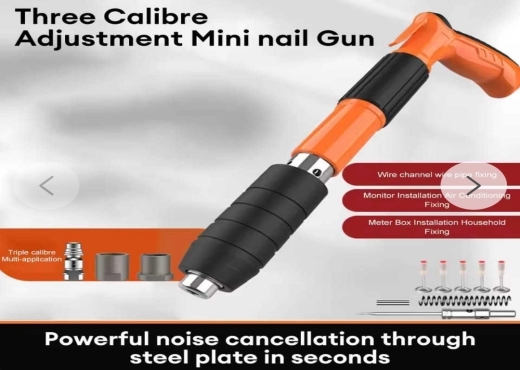 Three Calibre
Adjustment Mini nail Gun
Wire channel wire pipe fixing
Monitor Installation Air Conditioning
Fixing
Meter Box Installation Household
Fixing
Triple calibre
Multi-application
Powerful noise cancellation through
steel plate in seconds